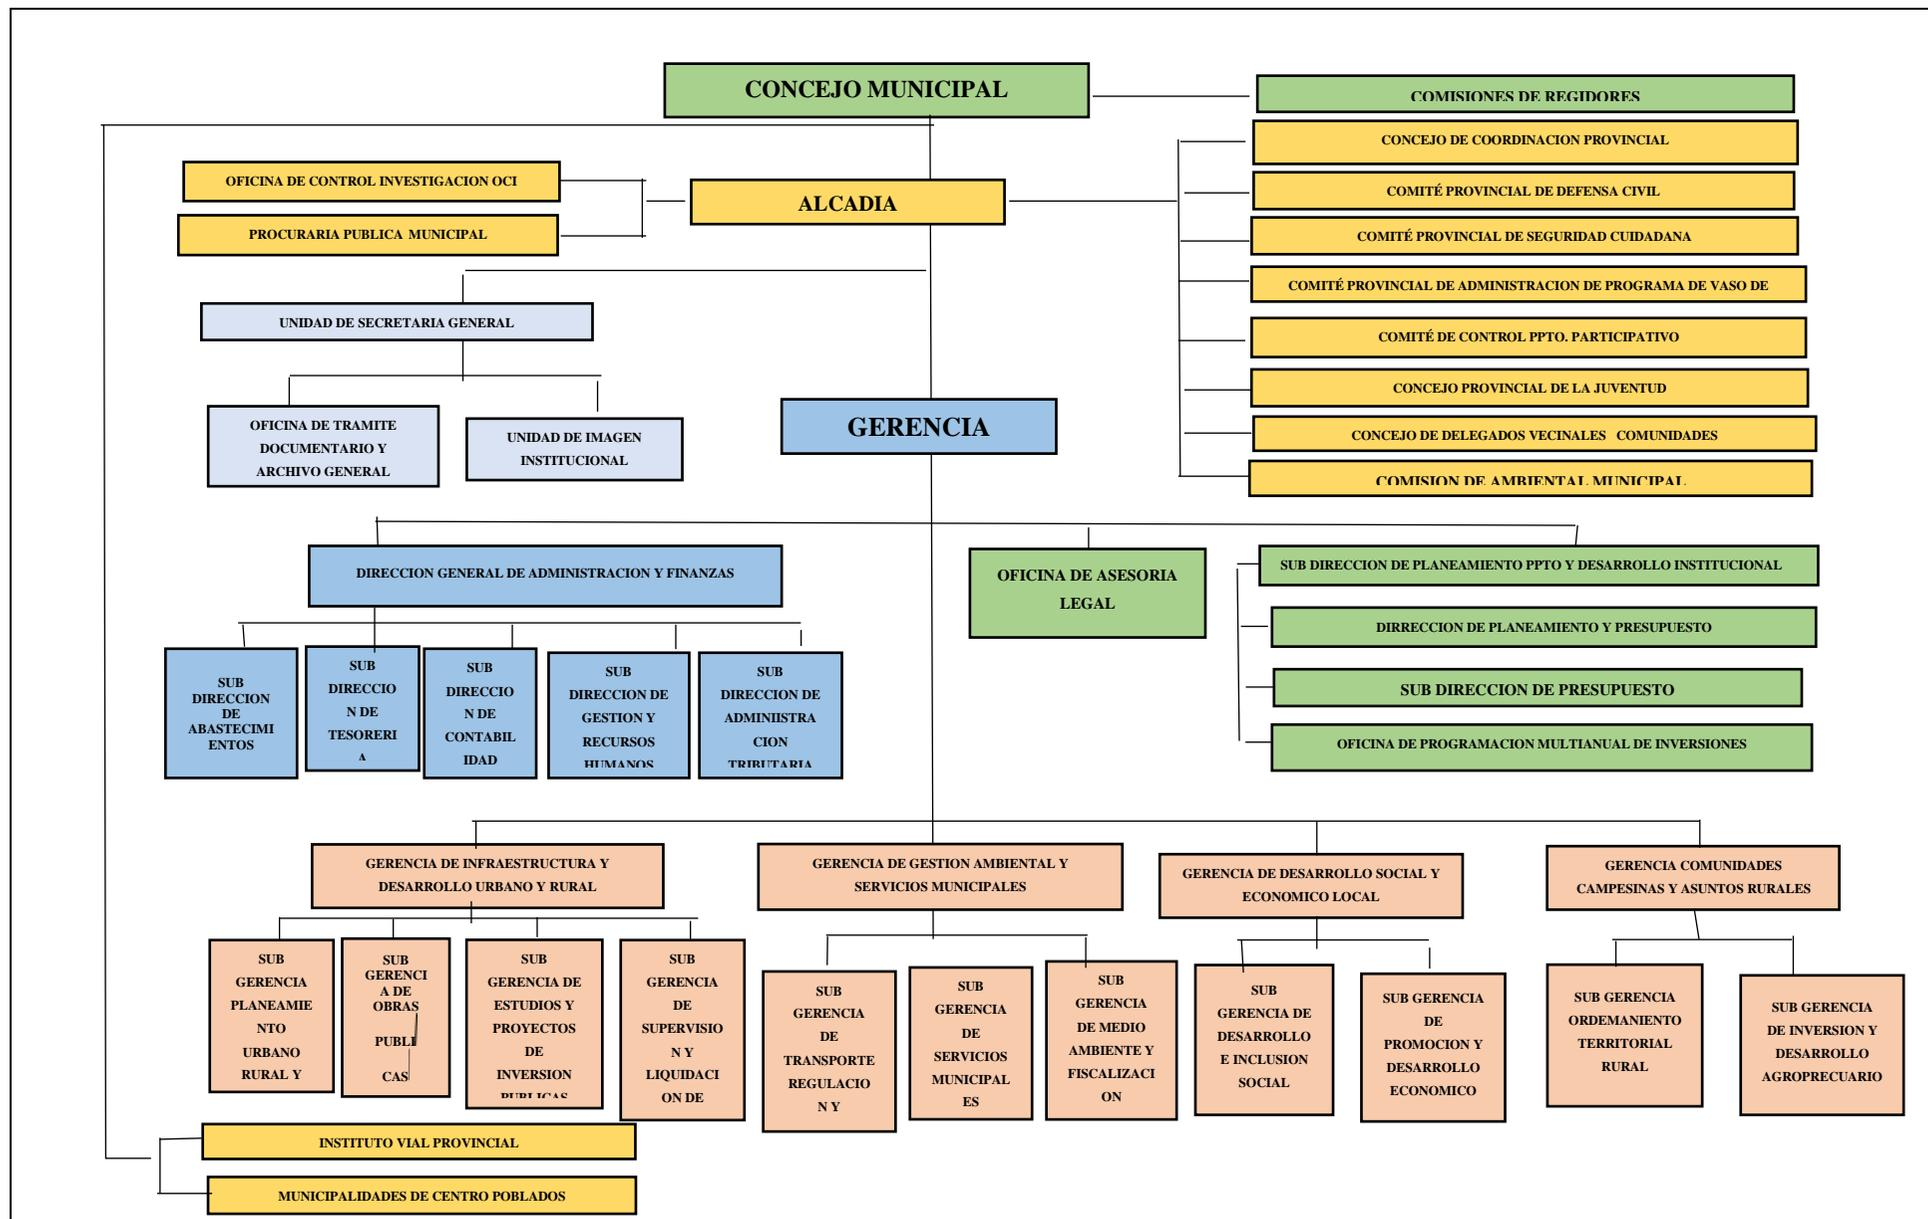 CONCEJO MUNICIPAL
COMISIONES DE REGIDORES
CONCEJO DE COORDINACION PROVINCIAL
OFICINA DE CONTROL INVESTIGACION OCI
ALCADIA
COMITÉ PROVINCIAL DE DEFENSA CIVIL
PROCURARIA PUBLICA MUNICIPAL
COMITÉ PROVINCIAL DE SEGURIDAD CUIDADANA
COMITÉ PROVINCIAL DE ADMINISTRACION DE PROGRAMA DE VASO DE
UNIDAD DE SECRETARIA GENERAL
COMITÉ DE CONTROL PPTO. PARTICIPATIVO
CONCEJO PROVINCIAL DE LA JUVENTUD
OFICINA DE TRAMITE
DOCUMENTARIO Y
ARCHIVO GENERAL
UNIDAD DE IMAGEN
INSTITUCIONAL
GERENCIA
CONCEJO DE DELEGADOS VECINALES COMUNIDADES
COMISION DE AMBIENTAL MUNICIPAL
DIRECCION GENERAL DE ADMINISTRACION Y FINANZAS
OFICINA DE ASESORIA
LEGAL
SUB DIRECCION DE PLANEAMIENTO PPTO Y DESARROLLO INSTITUCIONAL
DIRRECCION DE PLANEAMIENTO Y PRESUPUESTO
SUB DIRECCION DE PRESUPUESTO
OFICINA DE PROGRAMACION MULTIANUAL DE INVERSIONES
SUB
DIRECCION
DE
ABASTECIMI
ENTOS
SUB
DIRECCIO
N DE
TESORERI
A
SUB
DIRECCIO
N DE
CONTABIL
IDAD
SUB
DIRECCION DE
GESTION Y
RECURSOS
HUMANOS
SUB
DIRECCION DE
ADMINIISTRA
CION
TRIBUTARIA
GERENCIA DE INFRAESTRUCTURA Y
DESARROLLO URBANO Y RURAL
GERENCIA DE GESTION AMBIENTAL Y
SERVICIOS MUNICIPALES
GERENCIA DE DESARROLLO SOCIAL Y
ECONOMICO LOCAL
GERENCIA COMUNIDADES
CAMPESINAS Y ASUNTOS RURALES
SUB
GERENCIA
PLANEAMIE
NTO
URBANO
RURAL Y
SUB
GERENCI
A DE
OBRAS
PUBLI
CAS
SUB
GERENCIA DE
ESTUDIOS Y
PROYECTOS
DE
INVERSION
PUBLICAS
SUB
GERENCIA
DE
SUPERVISIO
N Y
LIQUIDACI
ON DE
SUB
GERENCIA
DE
TRANSPORTE
REGULACIO
N Y
SUB
GERENCIA
DE
SERVICIOS
MUNICIPAL
ES
SUB
GERENCIA
DE MEDIO
AMBIENTE Y
FISCALIZACI
ON
SUB
GERENCIA DE
DESARROLLO
E INCLUSION
SOCIAL
SUB GERENCIA
DE
PROMOCION Y
DESARROLLO
ECONOMICO
SUB GERENCIA
ORDEMANIENTO
TERRITORIAL
RURAL
SUB GERENCIA
DE INVERSION Y
DESARROLLO
AGROPRECUARIO
INSTITUTO VIAL PROVINCIAL
MUNICIPALIDADES DE CENTRO POBLADOS